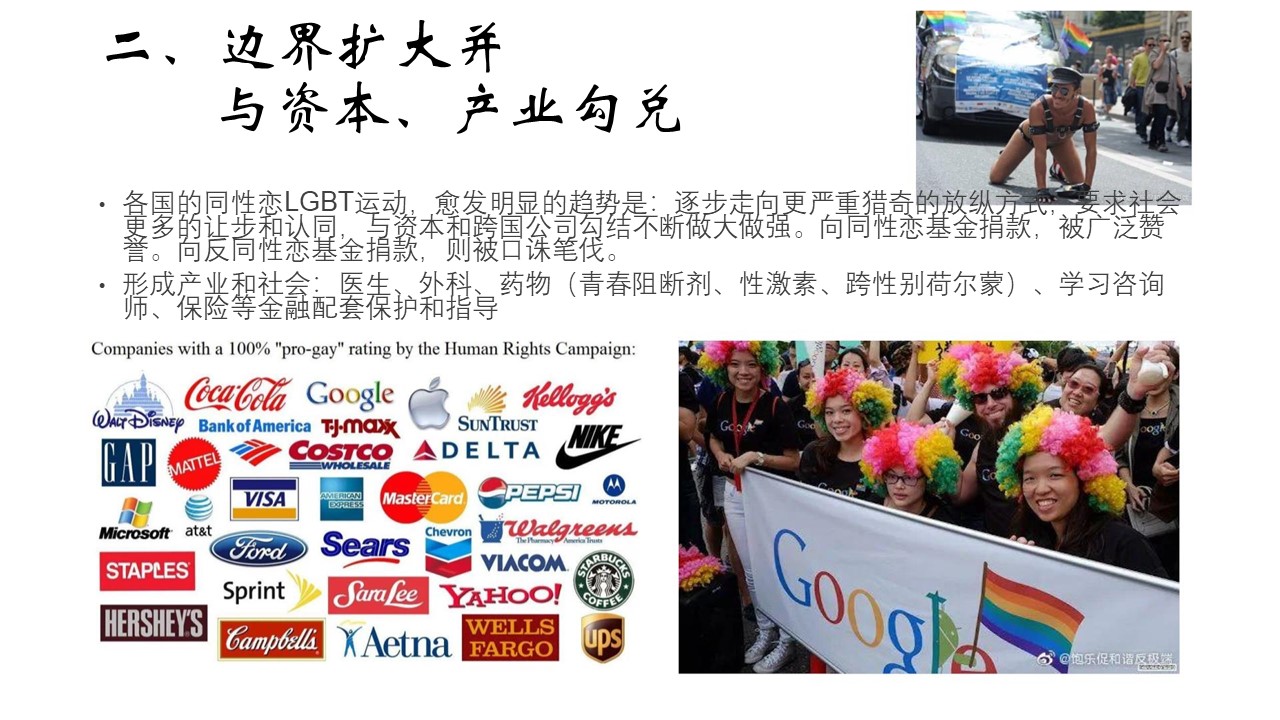 二、边界扩大并
与资本、产业勾兑
• 各国的同性恋LGBT运动，愈发明显的趋势是：逐步走向更严重猎奇的放纵方式，要求社会
更多的让步和认同，与资本和跨国公司勾结不断做大做强。向同性恋基金捐款，被广泛赞
誉。向反同性恋基金捐款，则被口诛笔伐。
• 形成产业和社会：医生、外科、药物（青春阻断剂、性激素、跨性别荷尔蒙）、学习咨询
师、保险等金融配套保护和指导
Companies with a 100% "pro-gay" rating by the Human Rights Campaign:
WALT DISNEY
Coca-Cola
Google
Kellogg's
Bank of America
T.J.maxx
SUNTRUST
GAP
MATTEL
COSTCO
WHOLESALE
DELTA
NIKE
VISA
AMERICAN
EXPRESS
MasterCard
PEPSI
MOTOROLA
Microsoft
at&t
Ford
Sears
Chevron
Walgreens
The Pharmacy America Trusts
STAPLES
VIACOM
STARBUCKS
COFFEE
Sprint
Sara Lee
YAHOO!
HERSHEY'S
Campbell's
Aetna
WELLS
FARGO
ups
Google
Google
@饱乐促和谐反极端